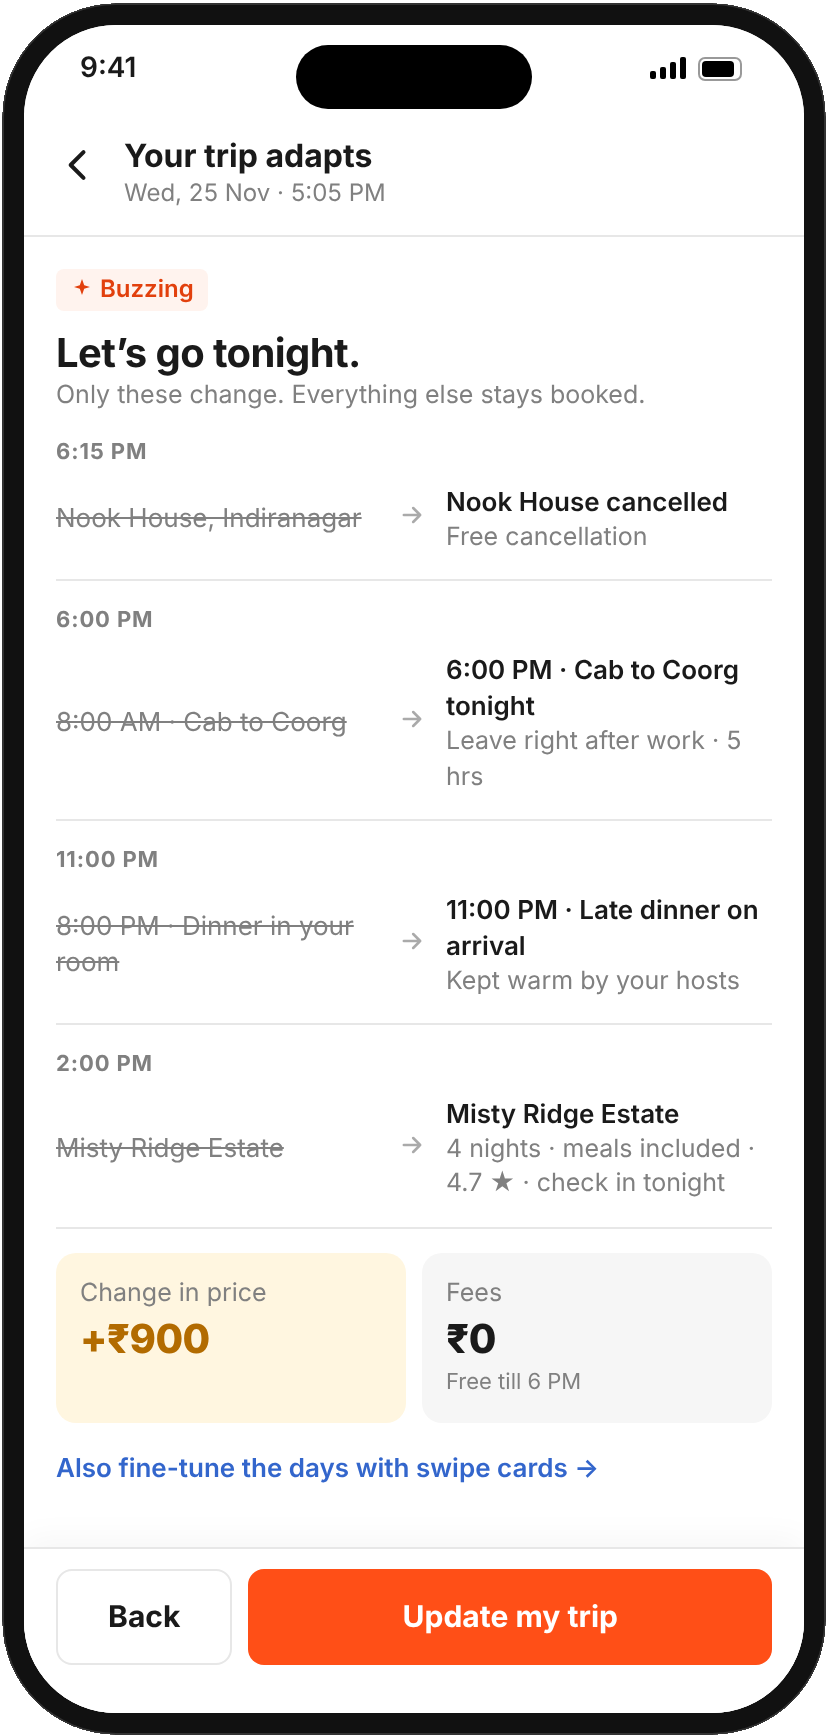 9:41
Your trip adapts
Wed, 25 Nov · 5:05 PM
Buzzing
Let’s go tonight.
Only these change. Everything else stays booked.
6:15 PM
Nook House, Indiranagar
→
Nook House cancelled
Free cancellation
6:00 PM
8:00 AM · Cab to Coorg
→
6:00 PM · Cab to Coorg
tonight
Leave right after work · 5
hrs
11:00 PM
8:00 PM · Dinner in your
room
→
11:00 PM · Late dinner on
arrival
Kept warm by your hosts
2:00 PM
Misty Ridge Estate
→
Misty Ridge Estate
4 nights · meals included ·
4.7 ★ · check in tonight
Change in price
+₹900
Fees
₹0
Free till 6 PM
Also fine-tune the days with swipe cards →
Back
Update my trip